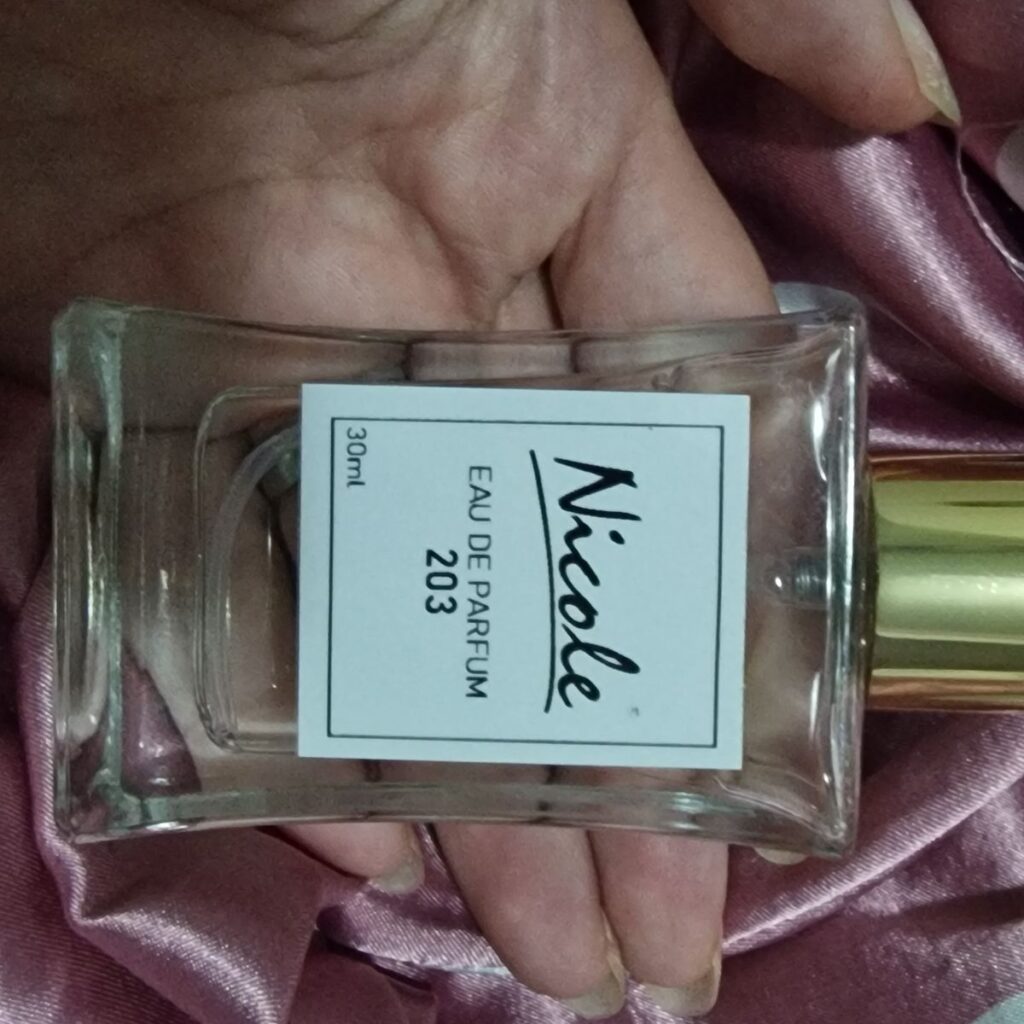 Nicole
EAU DE PARFUM
203
30ml